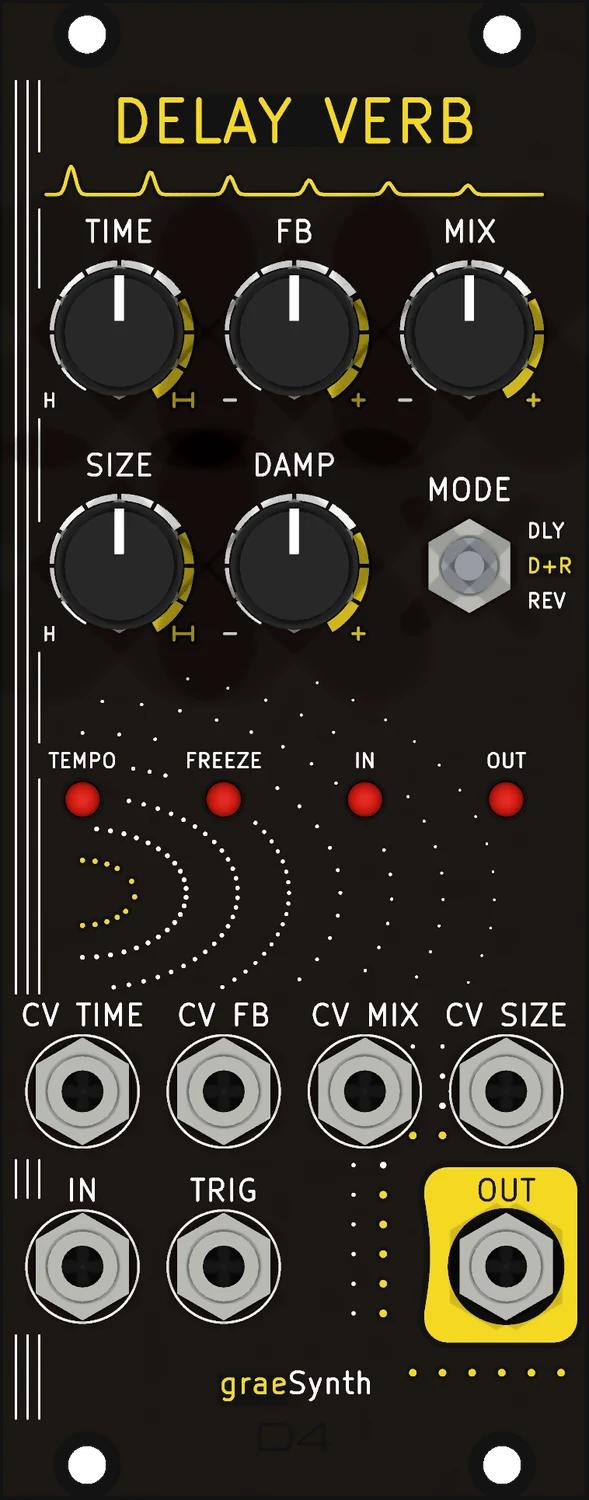 DELAY VERB
TIME FB MIX
H H - + - +
SIZE DAMP
MODE
DLY
D+R
REV
H H - +
TEMPO FREEZE IN OUT
CV TIME CV FB CV MIX CV SIZE
IN TRIG OUT
graeSynth
D4